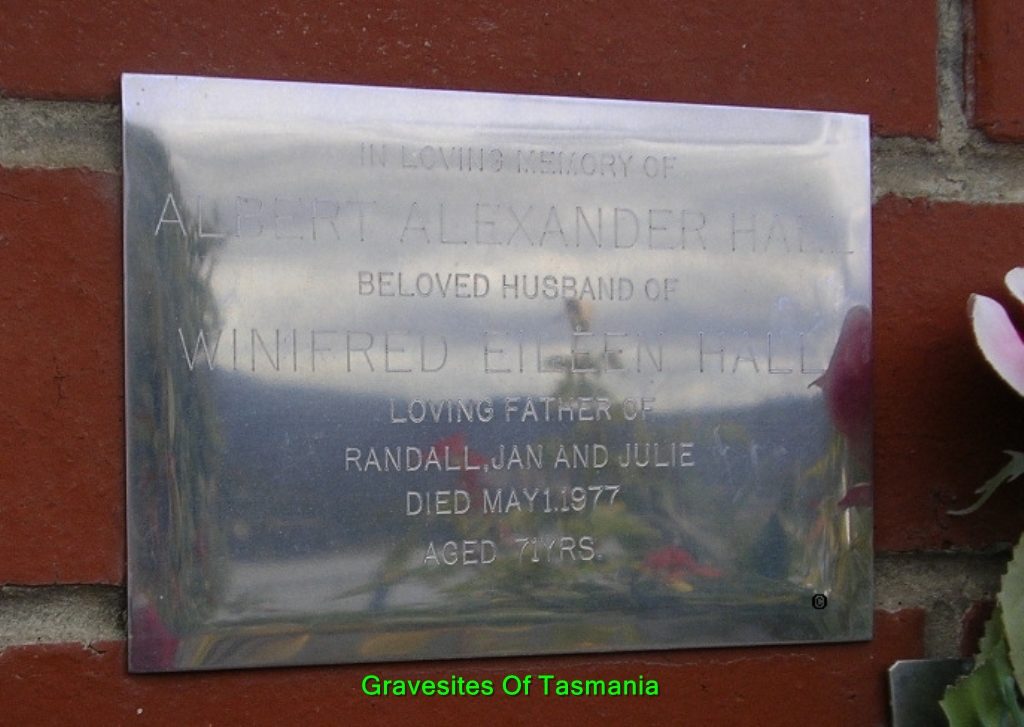 IN LOVING MEMORY OF
ALBERT ALEXANDER HALL
BELOVED HUSBAND OF
WINIFRED EILEEN HALL
LOVING FATHER OF
RANDALL,JAN AND JULIE
DIED MAY1.1977
AGED 71YRS.
©
Gravesites Of Tasmania